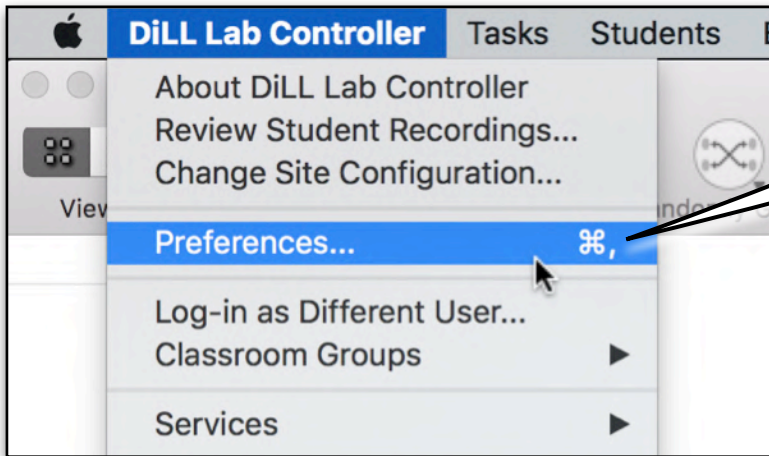 DiLL Lab Controller Tasks Students
About DiLL Lab Controller
Review Student Recordings...
Change Site Configuration...
View
Preferences... ⌘,
Log-in as Different User...
Classroom Groups ▶
Services ▶